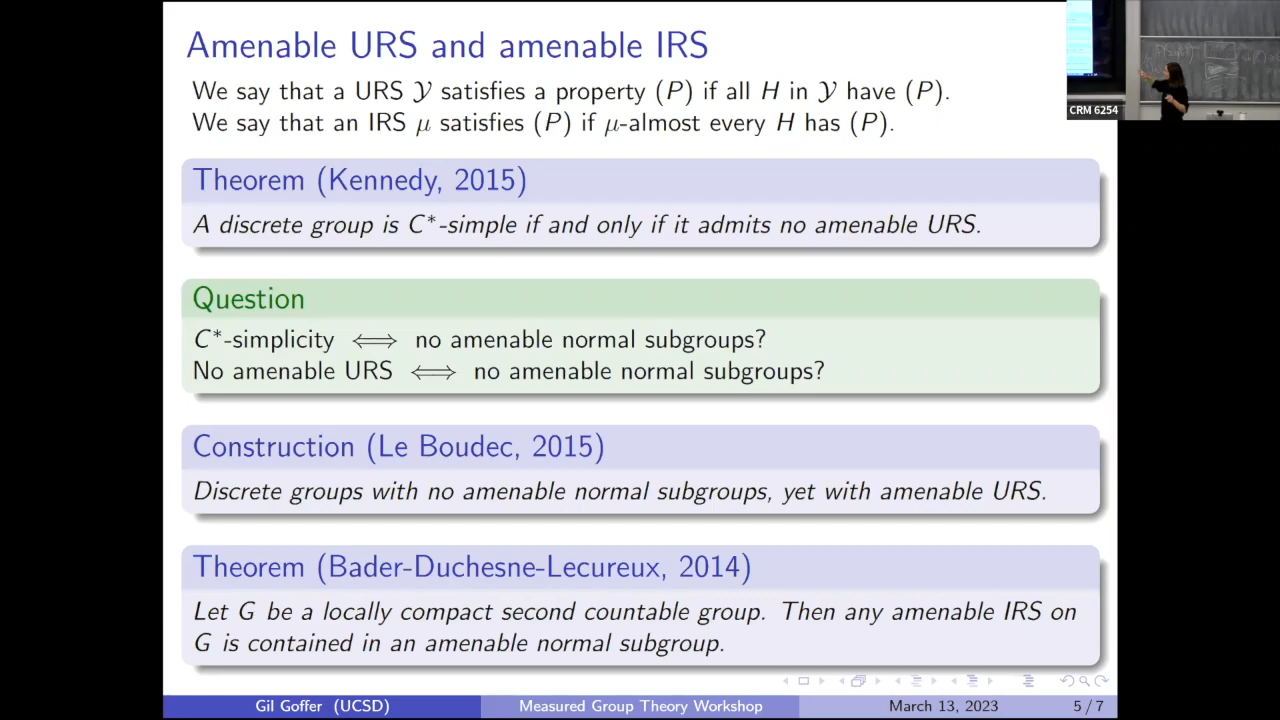 Amenable URS and amenable IRS
We say that a URS 𝒴 satisfies a property (P) if all H in 𝒴 have (P).
We say that an IRS μ satisfies (P) if μ-almost every H has (P).
Theorem (Kennedy, 2015)
A discrete group is C*-simple if and only if it admits no amenable URS.
Question
C*-simplicity ⟺ no amenable normal subgroups?
No amenable URS ⟺ no amenable normal subgroups?
Construction (Le Boudec, 2015)
Discrete groups with no amenable normal subgroups, yet with amenable URS.
Theorem (Bader-Duchesne-Lecureux, 2014)
Let G be a locally compact second countable group. Then any amenable IRS on
G is contained in an amenable normal subgroup.
Gil Goffer (UCSD) Measured Group Theory Workshop March 13, 2023 5 / 7
CRM 6254